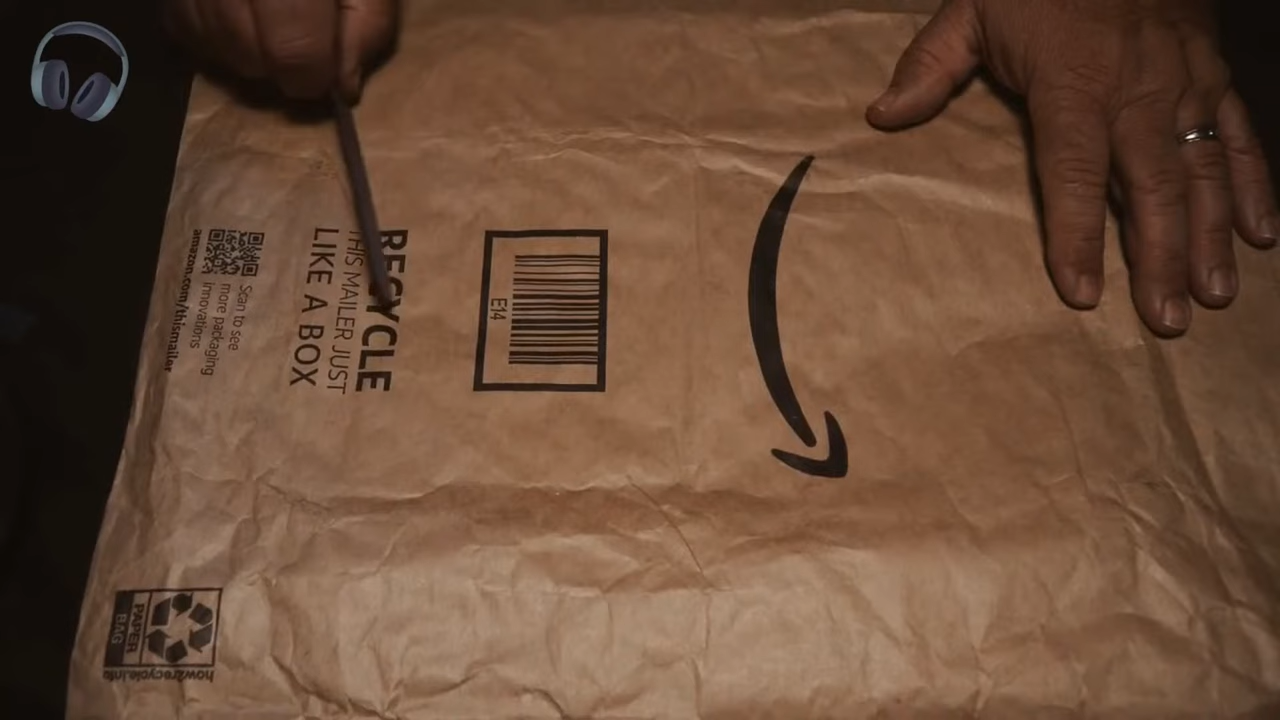 RECYCLE
THIS MAILER JUST
LIKE A BOX
Scan to see
more packaging
innovations
amazon.com/thismailer
E14
PAPER
BAG
how2recycle.info